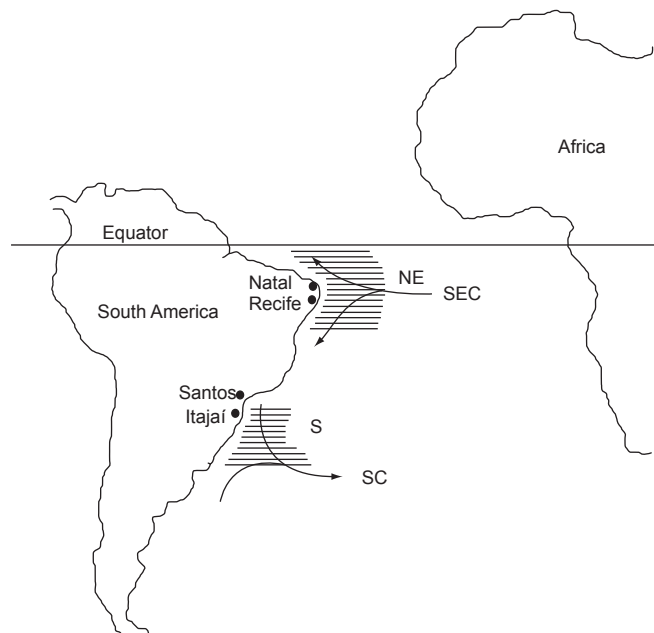 Africa
Equator
NE
Natal
SEC
Recife
South America
Santos
Itajaí
S
SC